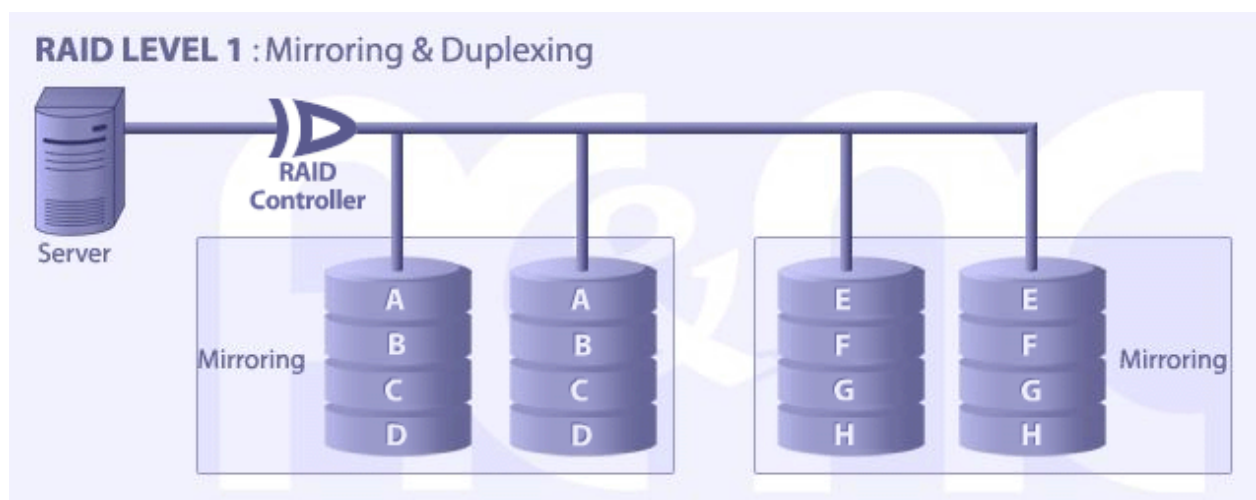 RAID LEVEL 1 : Mirroring & Duplexing
RAID
Controller
Server
Mirroring
A
B
C
D
A
B
C
D
E
F
G
H
E
F
G
H
Mirroring